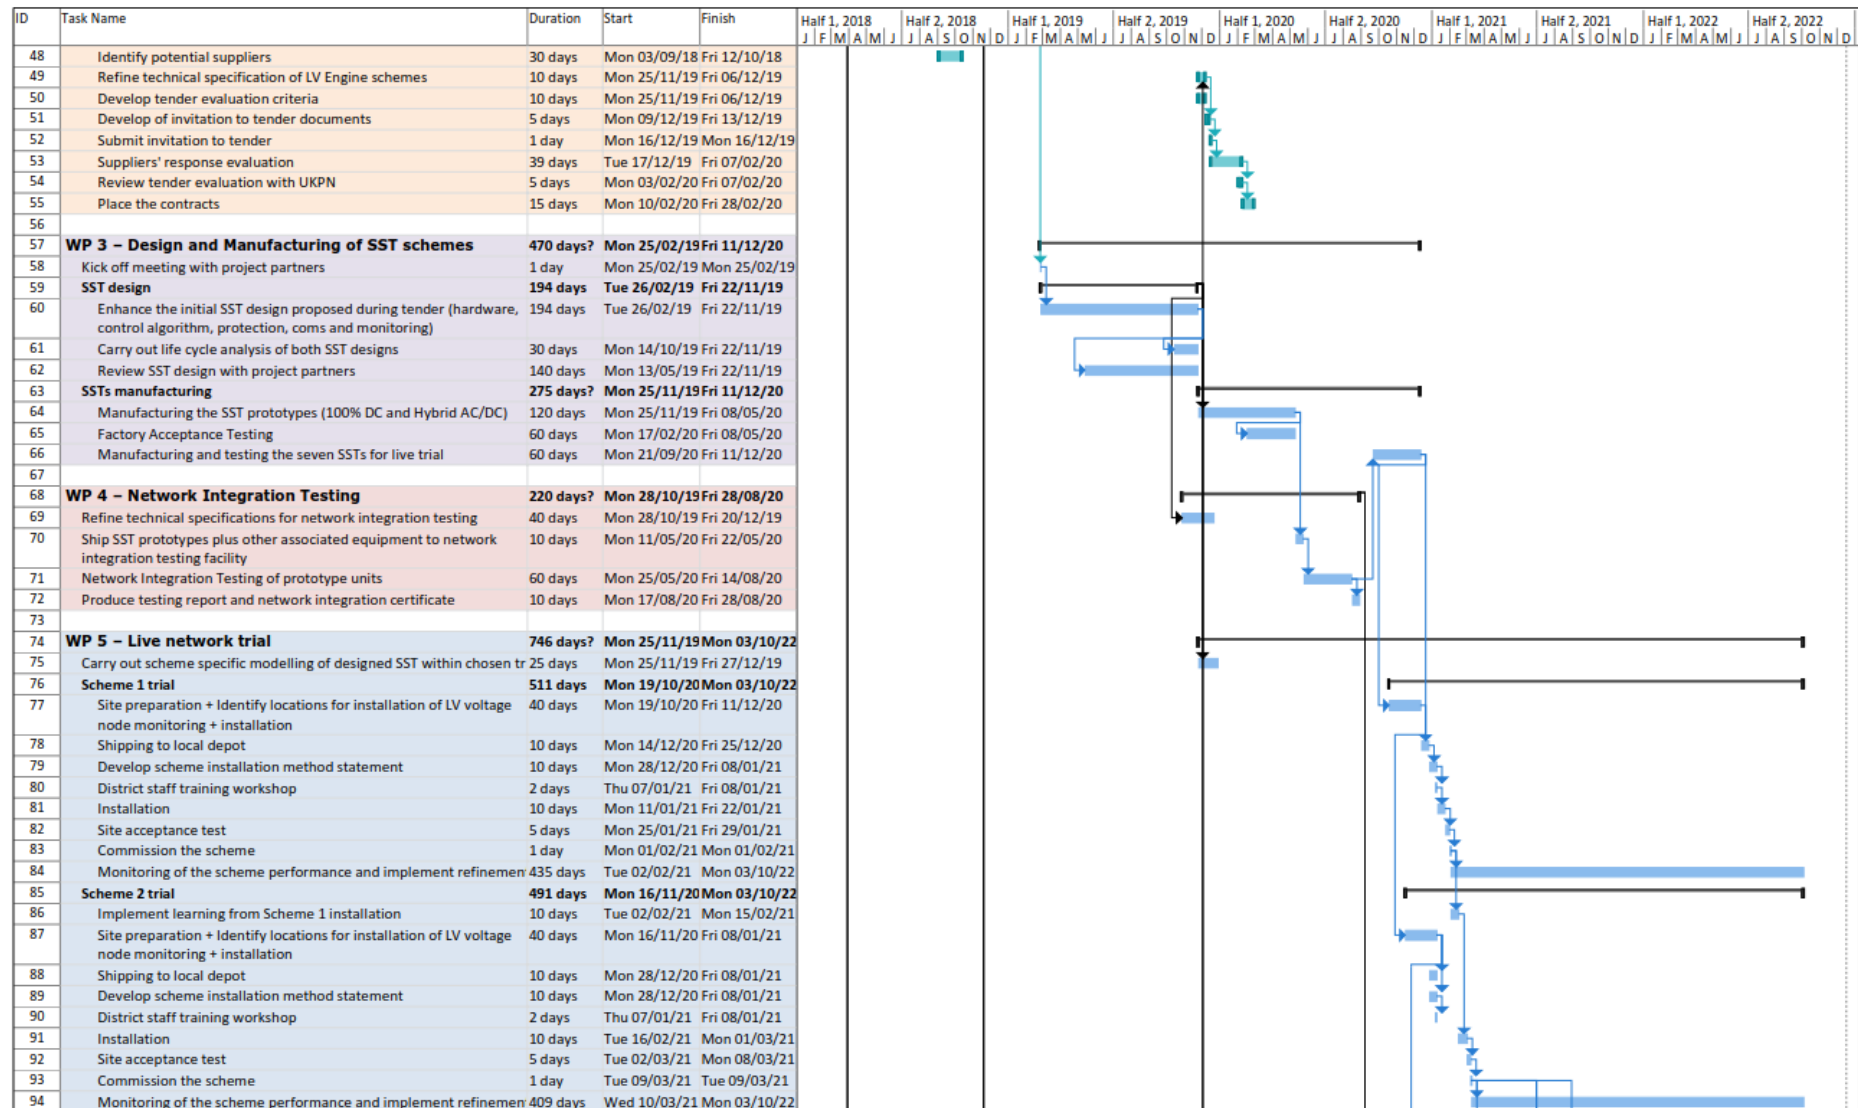 ID Task Name Duration Start Finish Half 1, 2018 Half 2, 2018 Half 1, 2019 Half 2, 2019 Half 1, 2020 Half 2, 2020 Half 1, 2021 Half 2, 2021 Half 1, 2022 Half 2, 2022
J F M A M J J A S O N D J F M A M J J A S O N D J F M A M J J A S O N D J F M A M J J A S O N D J F M A M J J A S O N D
48 Identify potential suppliers 30 days Mon 03/09/18 Fri 12/10/18
49 Refine technical specification of LV Engine schemes 10 days Mon 25/11/19 Fri 06/12/19
50 Develop tender evaluation criteria 10 days Mon 25/11/19 Fri 06/12/19
51 Develop of invitation to tender documents 5 days Mon 09/12/19 Fri 13/12/19
52 Submit invitation to tender 1 day Mon 16/12/19 Mon 16/12/19
53 Suppliers' response evaluation 39 days Tue 17/12/19 Fri 07/02/20
54 Review tender evaluation with UKPN 5 days Mon 03/02/20 Fri 07/02/20
55 Place the contracts 15 days Mon 10/02/20 Fri 28/02/20
56
57 WP 3 – Design and Manufacturing of SST schemes 470 days? Mon 25/02/19 Fri 11/12/20
58 Kick off meeting with project partners 1 day Mon 25/02/19 Mon 25/02/19
59 SST design 194 days Tue 26/02/19 Fri 22/11/19
60 Enhance the initial SST design proposed during tender (hardware, 194 days Tue 26/02/19 Fri 22/11/19
control algorithm, protection, coms and monitoring)
61 Carry out life cycle analysis of both SST designs 30 days Mon 14/10/19 Fri 22/11/19
62 Review SST design with project partners 140 days Mon 13/05/19 Fri 22/11/19
63 SSTs manufacturing 275 days? Mon 25/11/19 Fri 11/12/20
64 Manufacturing the SST prototypes (100% DC and Hybrid AC/DC) 120 days Mon 25/11/19 Fri 08/05/20
65 Factory Acceptance Testing 60 days Mon 17/02/20 Fri 08/05/20
66 Manufacturing and testing the seven SSTs for live trial 60 days Mon 21/09/20 Fri 11/12/20
67
68 WP 4 – Network Integration Testing 220 days? Mon 28/10/19 Fri 28/08/20
69 Refine technical specifications for network integration testing 40 days Mon 28/10/19 Fri 20/12/19
70 Ship SST prototypes plus other associated equipment to network 10 days Mon 11/05/20 Fri 22/05/20
integration testing facility
71 Network Integration Testing of prototype units 60 days Mon 25/05/20 Fri 14/08/20
72 Produce testing report and network integration certificate 10 days Mon 17/08/20 Fri 28/08/20
73
74 WP 5 – Live network trial 746 days? Mon 25/11/19 Mon 03/10/22
75 Carry out scheme specific modelling of designed SST within chosen tr 25 days Mon 25/11/19 Fri 27/12/19
76 Scheme 1 trial 511 days Mon 19/10/20 Mon 03/10/22
77 Site preparation + Identify locations for installation of LV voltage 40 days Mon 19/10/20 Fri 11/12/20
node monitoring + installation
78 Shipping to local depot 10 days Mon 14/12/20 Fri 25/12/20
79 Develop scheme installation method statement 10 days Mon 28/12/20 Fri 08/01/21
80 District staff training workshop 2 days Thu 07/01/21 Fri 08/01/21
81 Installation 10 days Mon 11/01/21 Fri 22/01/21
82 Site acceptance test 5 days Mon 25/01/21 Fri 29/01/21
83 Commission the scheme 1 day Mon 01/02/21 Mon 01/02/21
84 Monitoring of the scheme performance and implement refinemen 435 days Tue 02/02/21 Mon 03/10/22
85 Scheme 2 trial 491 days Mon 16/11/20 Mon 03/10/22
86 Implement learning from Scheme 1 installation 10 days Tue 02/02/21 Mon 15/02/21
87 Site preparation + Identify locations for installation of LV voltage 40 days Mon 16/11/20 Fri 08/01/21
node monitoring + installation
88 Shipping to local depot 10 days Mon 28/12/20 Fri 08/01/21
89 Develop scheme installation method statement 10 days Mon 28/12/20 Fri 08/01/21
90 District staff training workshop 2 days Thu 07/01/21 Fri 08/01/21
91 Installation 10 days Tue 16/02/21 Mon 01/03/21
92 Site acceptance test 5 days Tue 02/03/21 Mon 08/03/21
93 Commission the scheme 1 day Tue 09/03/21 Tue 09/03/21
94 Monitoring of the scheme performance and implement refinemen 409 days Wed 10/03/21 Mon 03/10/22